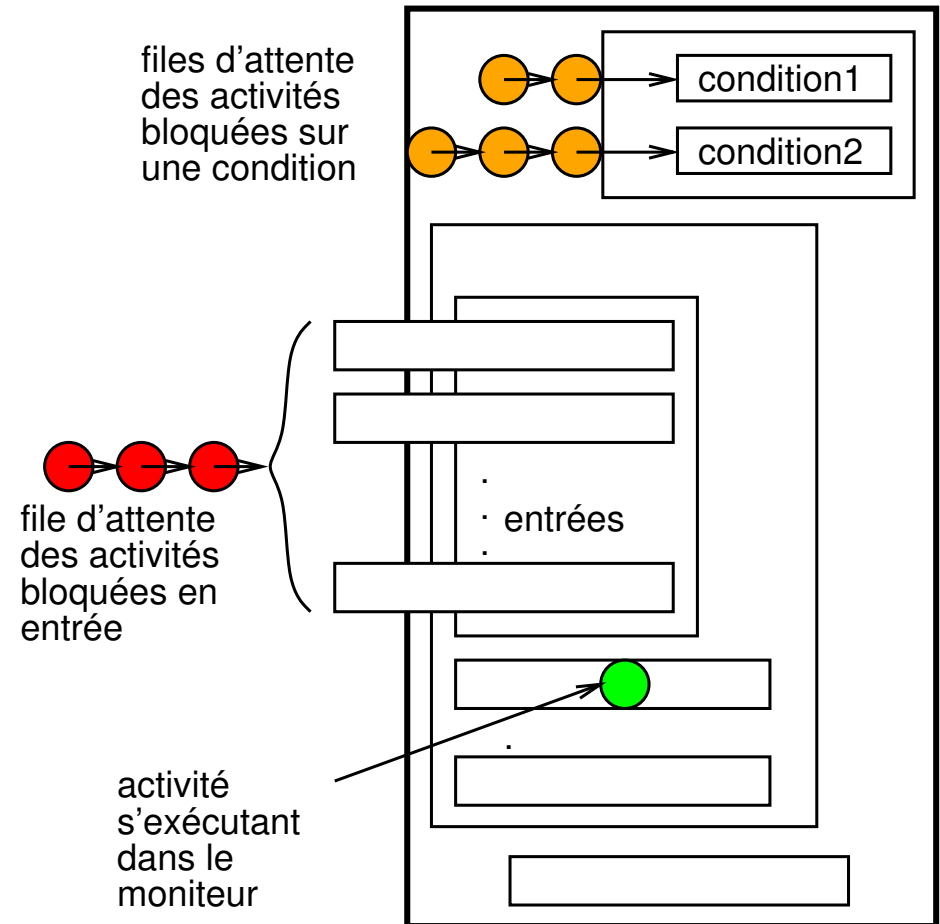 files d'attente
des activités
bloquées sur
une condition
condition1
condition2
entrées
file d'attente
des activités
bloquées en
entrée
activité
s'exécutant
dans le
moniteur